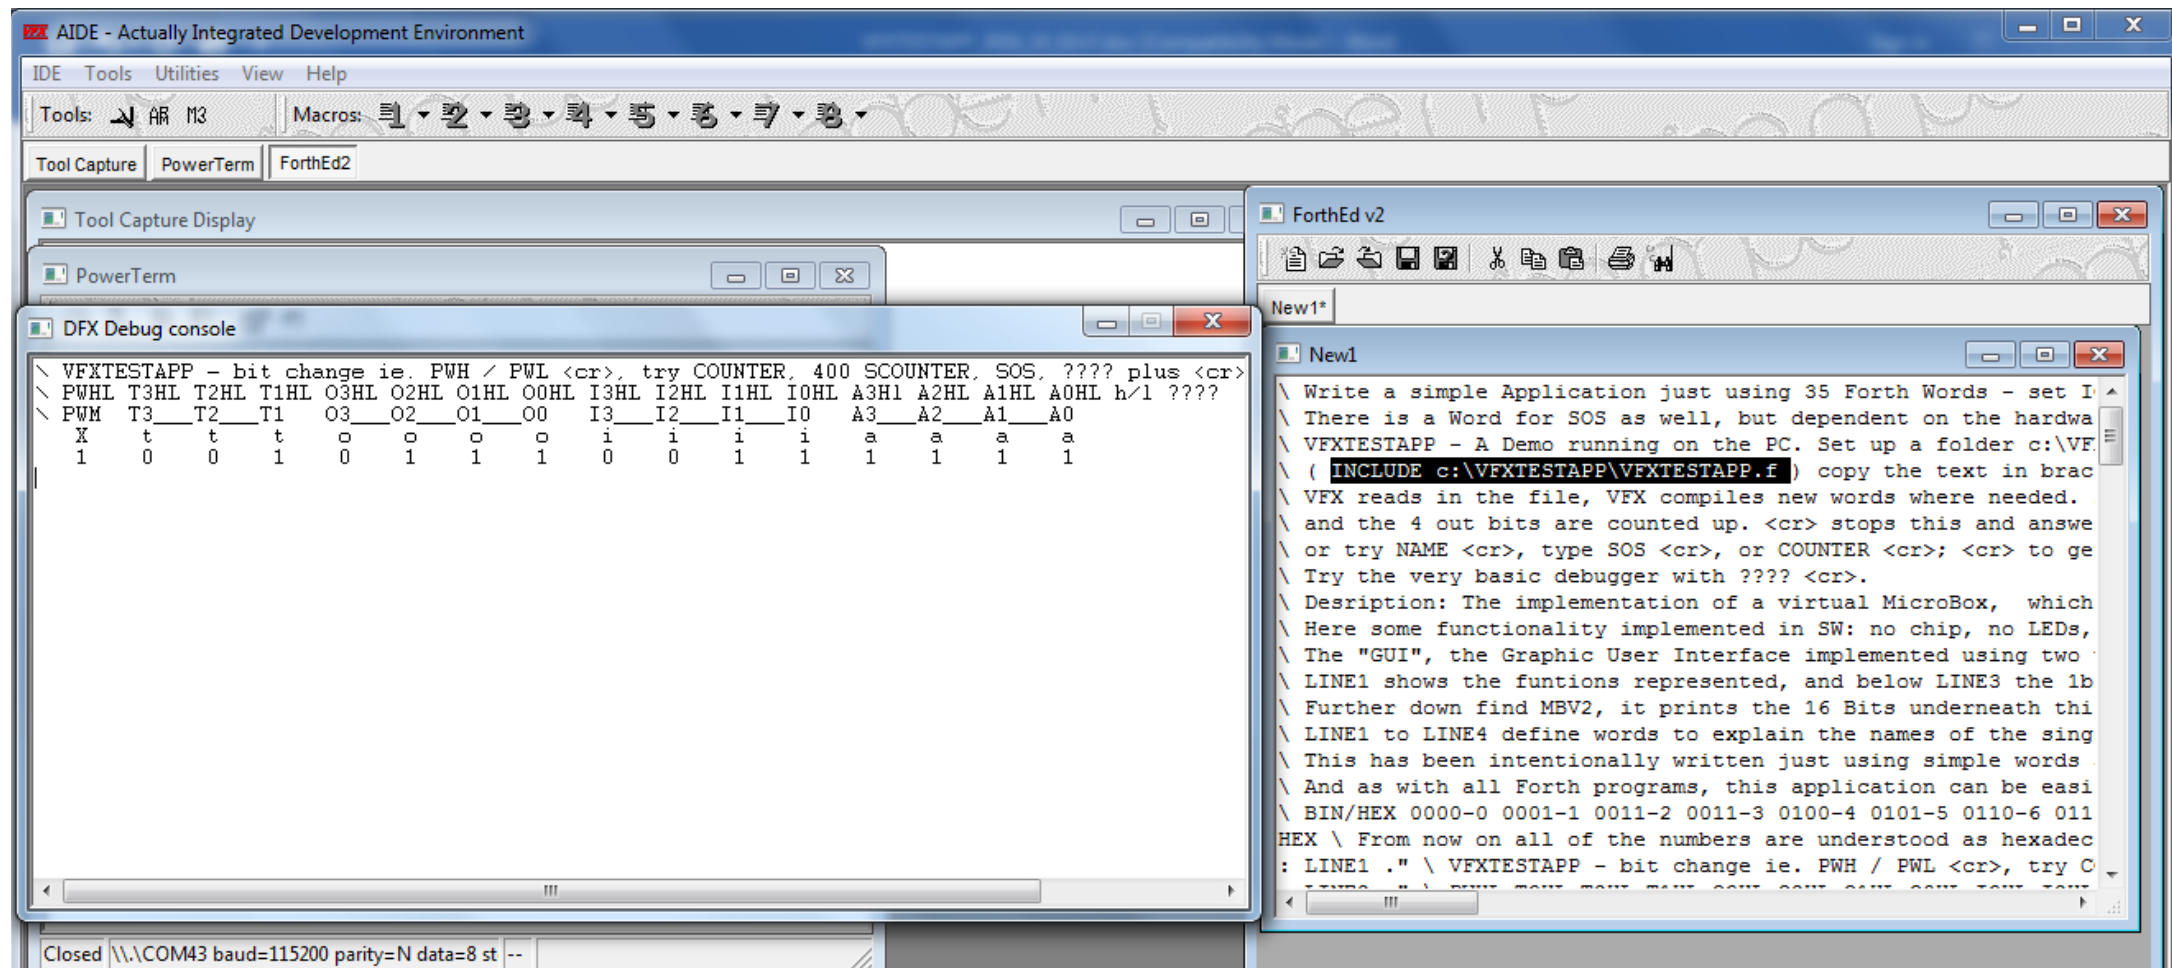 AIDE - Actually Integrated Development Environment
IDE Tools Utilities View Help
Tools: AR M3 Macros: 1 2 3 4 5 6 7 8
Tool Capture PowerTerm ForthEd2
Tool Capture Display
PowerTerm
DFX Debug console
\ VFXTESTAPP - bit change ie. PWH / PWL <cr>, try COUNTER, 400 SCOUNTER, SOS, ???? plus <cr>
\ PWHL T3HL T2HL T1HL O3HL O2HL O1HL O0HL I3HL I2HL I1HL I0HL A3Hl A2HL A1HL A0HL h/l ????
\ PWM T3___T2___T1 O3___O2___O1___O0 I3___I2___I1___I0 A3___A2___A1___A0
X t t t o o o o i i i i a a a a
1 0 0 1 0 1 1 1 0 0 1 1 1 1 1 1
Closed \\.\COM43 baud=115200 parity=N data=8 st --
ForthEd v2
New1*
New1
\ Write a simple Application just using 35 Forth Words - set I
\ There is a Word for SOS as well, but dependent on the hardwa
\ VFXTESTAPP - A Demo running on the PC. Set up a folder c:\VF
\ ( INCLUDE c:\VFXTESTAPP\VFXTESTAPP.f ) copy the text in brac
\ VFX reads in the file, VFX compiles new words where needed.
\ and the 4 out bits are counted up. <cr> stops this and answe
\ or try NAME <cr>, type SOS <cr>, or COUNTER <cr>; <cr> to ge
\ Try the very basic debugger with ???? <cr>.
\ Desription: The implementation of a virtual MicroBox, which
\ Here some functionality implemented in SW: no chip, no LEDs,
\ The "GUI", the Graphic User Interface implemented using two
\ LINE1 shows the funtions represented, and below LINE3 the 1b
\ Further down find MBV2, it prints the 16 Bits underneath thi
\ LINE1 to LINE4 define words to explain the names of the sing
\ This has been intentionally written just using simple words
\ And as with all Forth programs, this application can be easi
\ BIN/HEX 0000-0 0001-1 0011-2 0011-3 0100-4 0101-5 0110-6 011
HEX \ From now on all of the numbers are understood as hexadec
: LINE1 ." \ VFXTESTAPP - bit change ie. PWH / PWL <cr>, try C